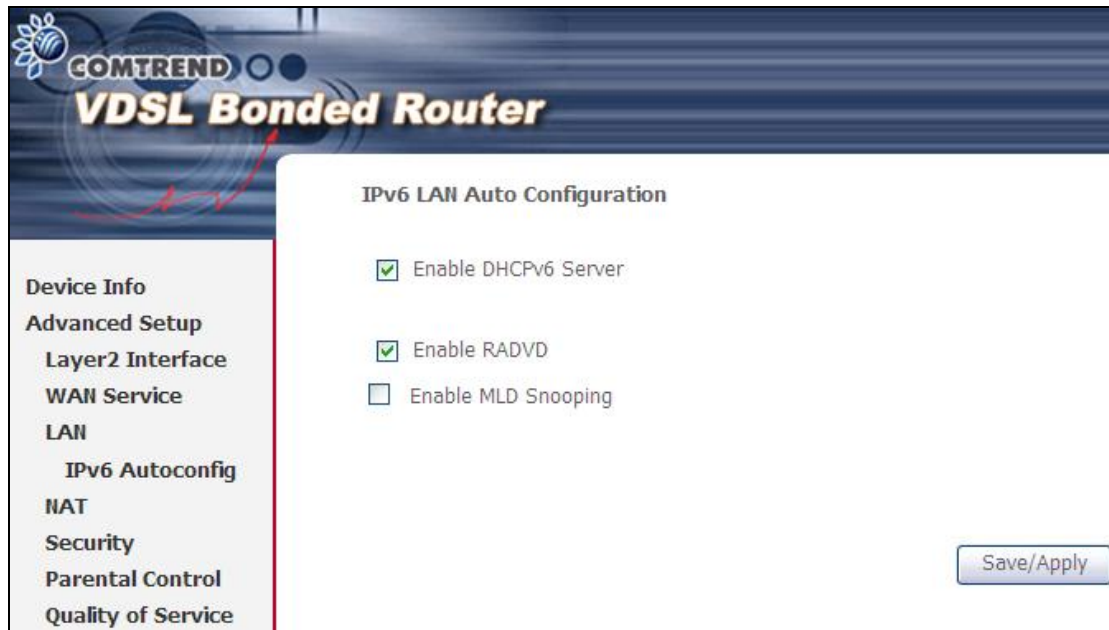 COMTREND
VDSL Bonded Router
IPv6 LAN Auto Configuration
Enable DHCPv6 Server
Enable RADVD
Enable MLD Snooping
Save/Apply
Device Info
Advanced Setup
Layer2 Interface
WAN Service
LAN
IPv6 Autoconfig
NAT
Security
Parental Control
Quality of Service